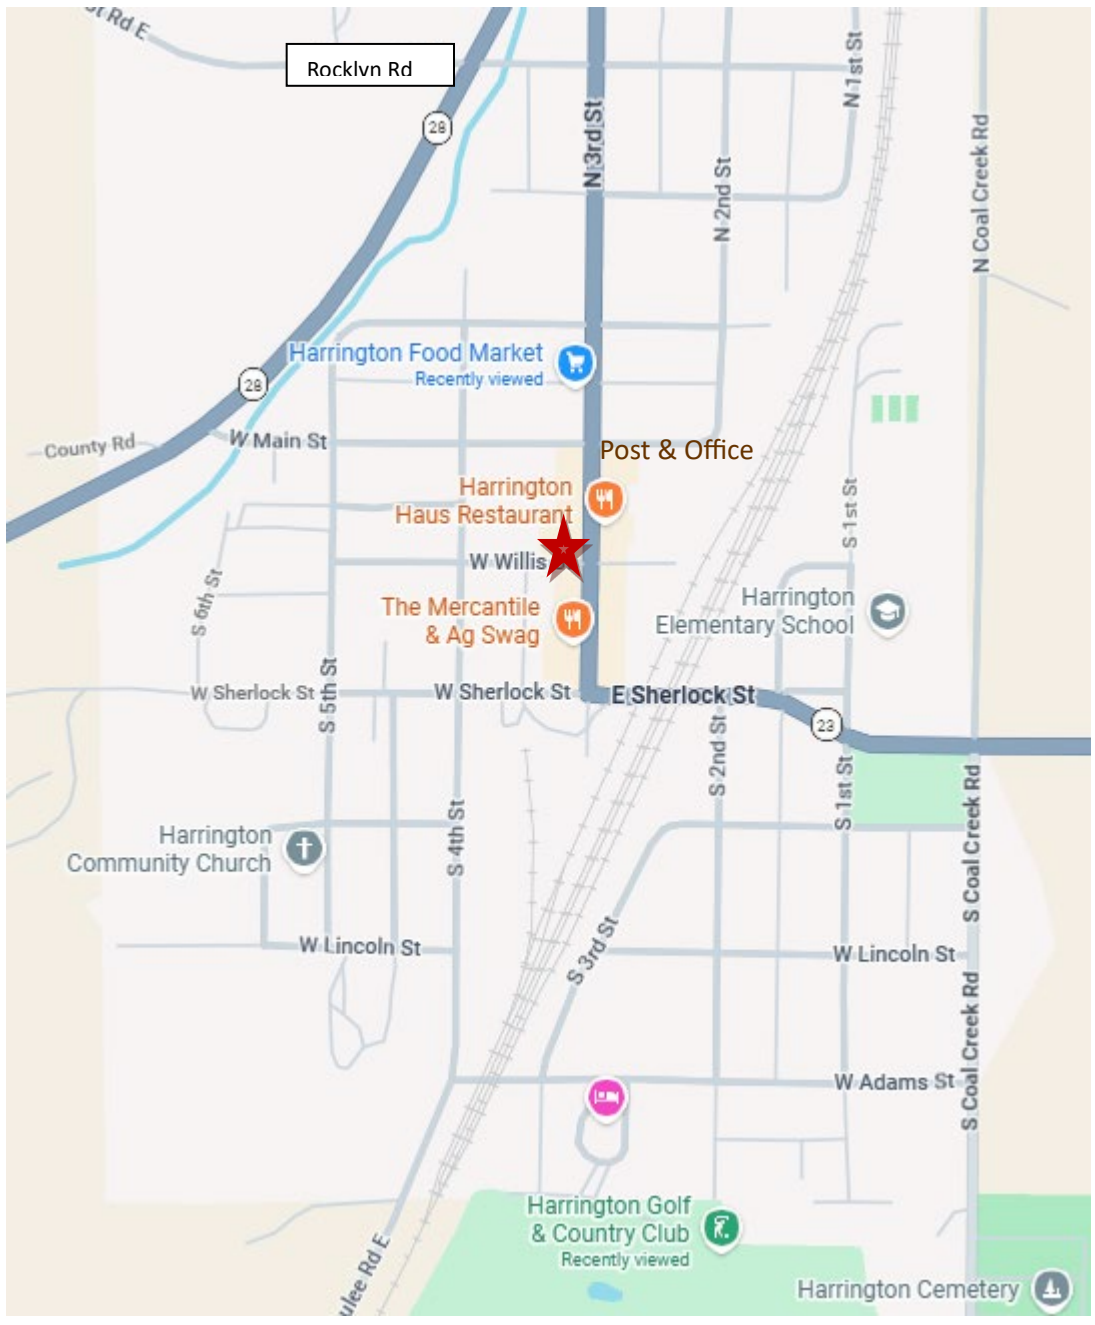 st Rd E
Rocklyn Rd
28
N 3rd St
N 1st St
N 2nd St
N Coal Creek Rd
Harrington Food Market
Recently viewed
28
County Rd
W Main St
Post & Office
Harrington
Haus Restaurant
W Willis
S 1st St
S 6th St
The Mercantile
& Ag Swag
Harrington
Elementary School
W Sherlock St
S 5th St
W Sherlock St
E Sherlock St
23
S 2nd St
S 1st St
S 4th St
S Coal Creek Rd
Harrington
Community Church
W Lincoln St
S 3rd St
W Lincoln St
S Coal Creek Rd
W Adams St
Harrington Golf
& Country Club
Recently viewed
ulee Rd E
Harrington Cemetery